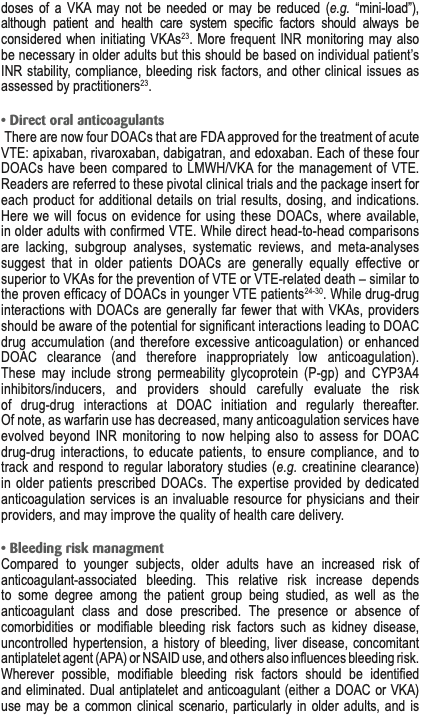 doses of a VKA may not be needed or may be reduced (e.g. “mini-load”),
although patient and health care system specific factors should always be
considered when initiating VKAs23. More frequent INR monitoring may also
be necessary in older adults but this should be based on individual patient’s
INR stability, compliance, bleeding risk factors, and other clinical issues as
assessed by practitioners23.
• Direct oral anticoagulants
There are now four DOACs that are FDA approved for the treatment of acute
VTE: apixaban, rivaroxaban, dabigatran, and edoxaban. Each of these four
DOACs have been compared to LMWH/VKA for the management of VTE.
Readers are referred to these pivotal clinical trials and the package insert for
each product for additional details on trial results, dosing, and indications.
Here we will focus on evidence for using these DOACs, where available,
in older adults with confirmed VTE. While direct head-to-head comparisons
are lacking, subgroup analyses, systematic reviews, and meta-analyses
suggest that in older patients DOACs are generally equally effective or
superior to VKAs for the prevention of VTE or VTE-related death – similar to
the proven efficacy of DOACs in younger VTE patients24-30. While drug-drug
interactions with DOACs are generally far fewer that with VKAs, providers
should be aware of the potential for significant interactions leading to DOAC
drug accumulation (and therefore excessive anticoagulation) or enhanced
DOAC clearance (and therefore inappropriately low anticoagulation).
These may include strong permeability glycoprotein (P-gp) and CYP3A4
inhibitors/inducers, and providers should carefully evaluate the risk
of drug-drug interactions at DOAC initiation and regularly thereafter.
Of note, as warfarin use has decreased, many anticoagulation services have
evolved beyond INR monitoring to now helping also to assess for DOAC
drug-drug interactions, to educate patients, to ensure compliance, and to
track and respond to regular laboratory studies (e.g. creatinine clearance)
in older patients prescribed DOACs. The expertise provided by dedicated
anticoagulation services is an invaluable resource for physicians and their
providers, and may improve the quality of health care delivery.
• Bleeding risk managment
Compared to younger subjects, older adults have an increased risk of
anticoagulant-associated bleeding. This relative risk increase depends
to some degree among the patient group being studied, as well as the
anticoagulant class and dose prescribed. The presence or absence of
comorbidities or modifiable bleeding risk factors such as kidney disease,
uncontrolled hypertension, a history of bleeding, liver disease, concomitant
antiplatelet agent (APA) or NSAID use, and others also influences bleeding risk.
Wherever possible, modifiable bleeding risk factors should be identified
and eliminated. Dual antiplatelet and anticoagulant (either a DOAC or VKA)
use may be a common clinical scenario, particularly in older adults, and is